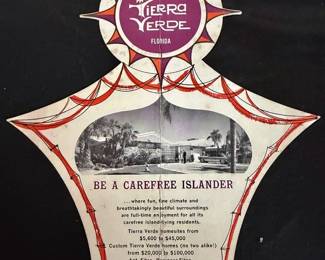 TIERRA
VERDE
FLORIDA
BE A CAREFREE ISLANDER
...where fun, fine climate and
breathtakingly beautiful surroundings
are full-time enjoyment for all its
carefree island-living residents.
Tierra Verde homesites from
$5,600 to $45,000
Custom Tierra Verde homes (no two alike!)
from $20,000 to $100,000